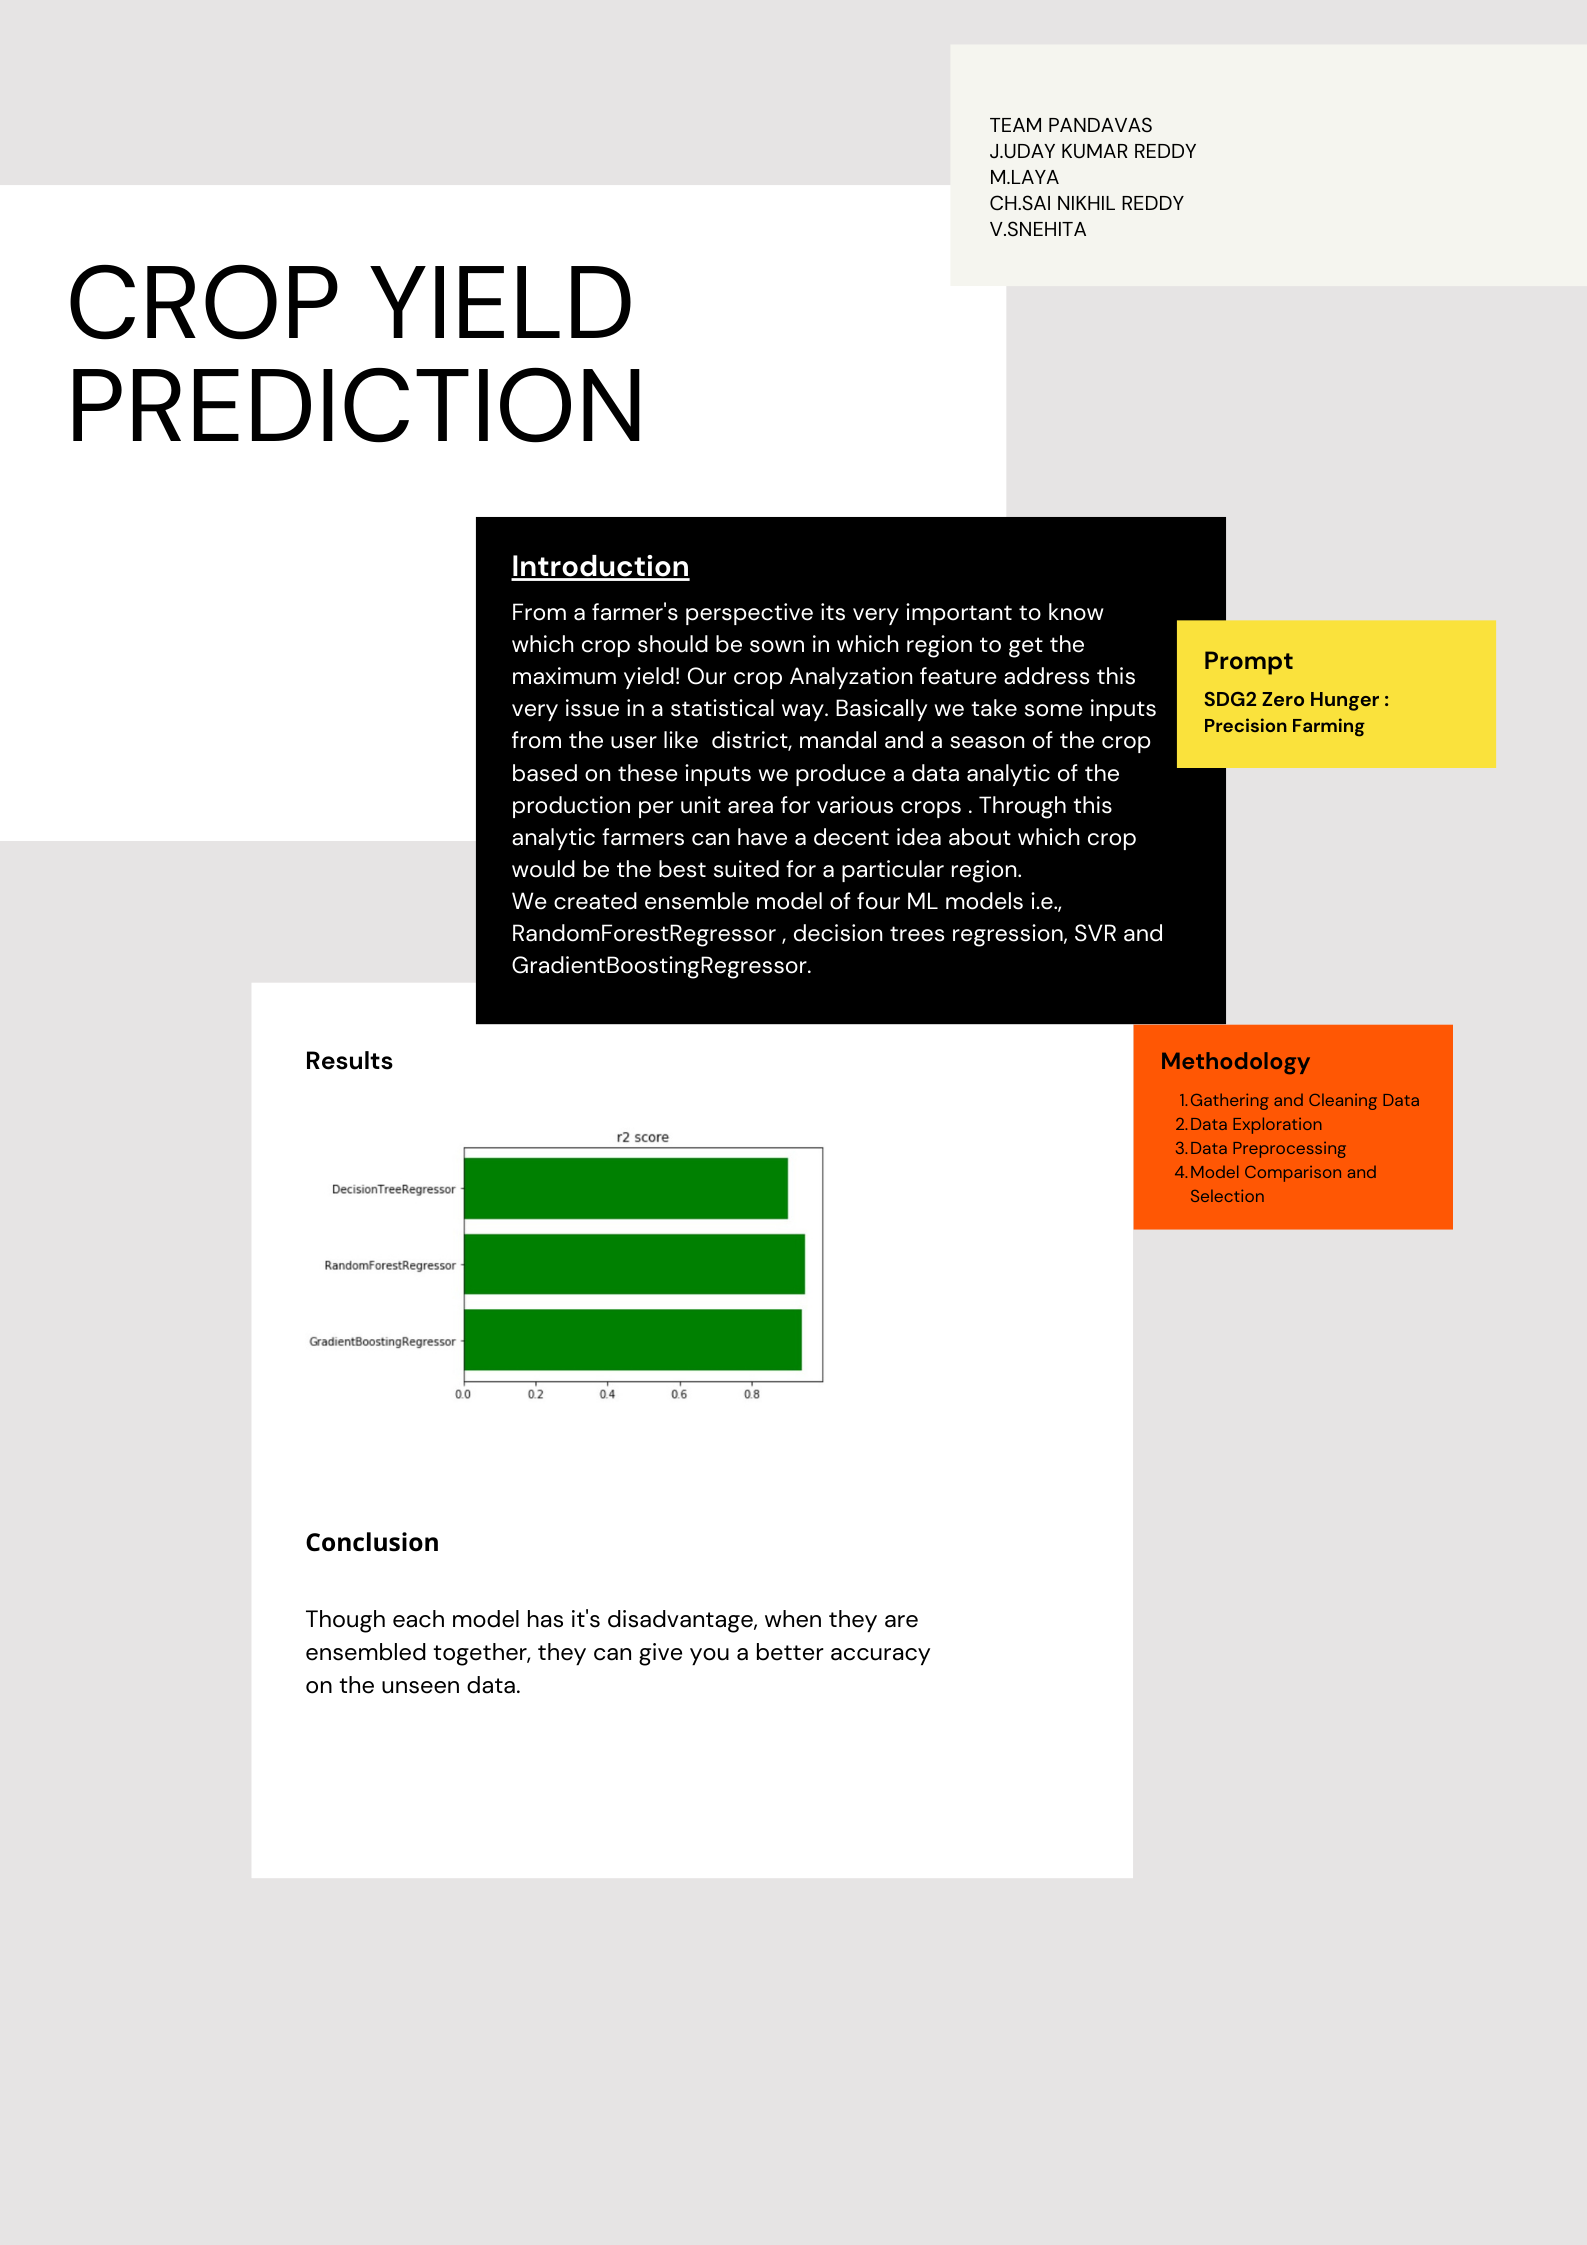 TEAM PANDAVAS
J.UDAY KUMAR REDDY
M.LAYA
CH.SAI NIKHIL REDDY
V.SNEHITA
CROP YIELD
PREDICTION
Introduction
From a farmer's perspective its very important to know
which crop should be sown in which region to get the
maximum yield! Our crop Analyzation feature address this
very issue in a statistical way. Basically we take some inputs
from the user like  district, mandal and a season of the crop
based on these inputs we produce a data analytic of the
production per unit area for various crops . Through this
analytic farmers can have a decent idea about which crop
would be the best suited for a particular region.
We created ensemble model of four ML models i.e.,
RandomForestRegressor , decision trees regression, SVR and
GradientBoostingRegressor.
Prompt
SDG2 Zero Hunger :
Precision Farming
Results
r2 score
DecisionTreeRegressor
RandomForestRegressor
GradientBoostingRegressor
0.0 0.2 0.4 0.6 0.8
Methodology
1. Gathering and Cleaning Data
2. Data Exploration
3. Data Preprocessing
4. Model Comparison and
Selection
Conclusion
Though each model has it's disadvantage, when they are
ensembled together, they can give you a better accuracy
on the unseen data.